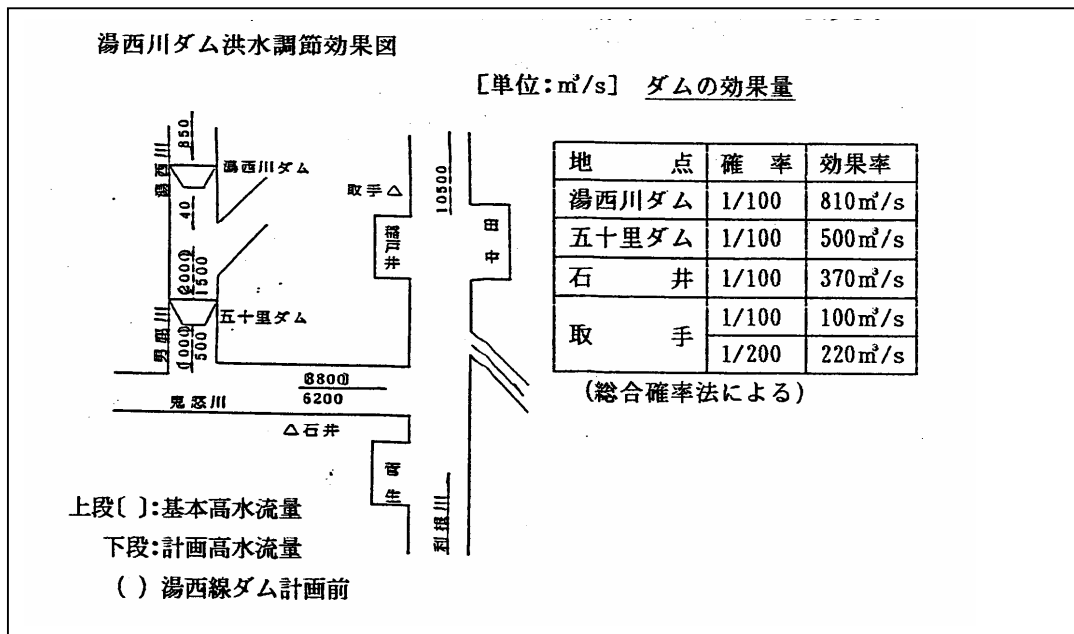 湯西川ダム洪水調節効果図
[単位:㎥/s] ダムの効果量
湯西川
850
湯西川ダム
40
(2000)
1500
男鹿川
五十里ダム
(1000)
500
取手△
10500
稲戸井
田中
(8800)
6200
鬼怒川
△石井
菅生
利根川
地 点 確 率 効果率
湯西川ダム 1/100 810㎥/s
五十里ダム 1/100 500㎥/s
石 井 1/100 370㎥/s
取 手 1/100 100㎥/s
1/200 220㎥/s
(総合確率法による)
上段〔 〕:基本高水流量
下段:計画高水流量
( ) 湯西線ダム計画前